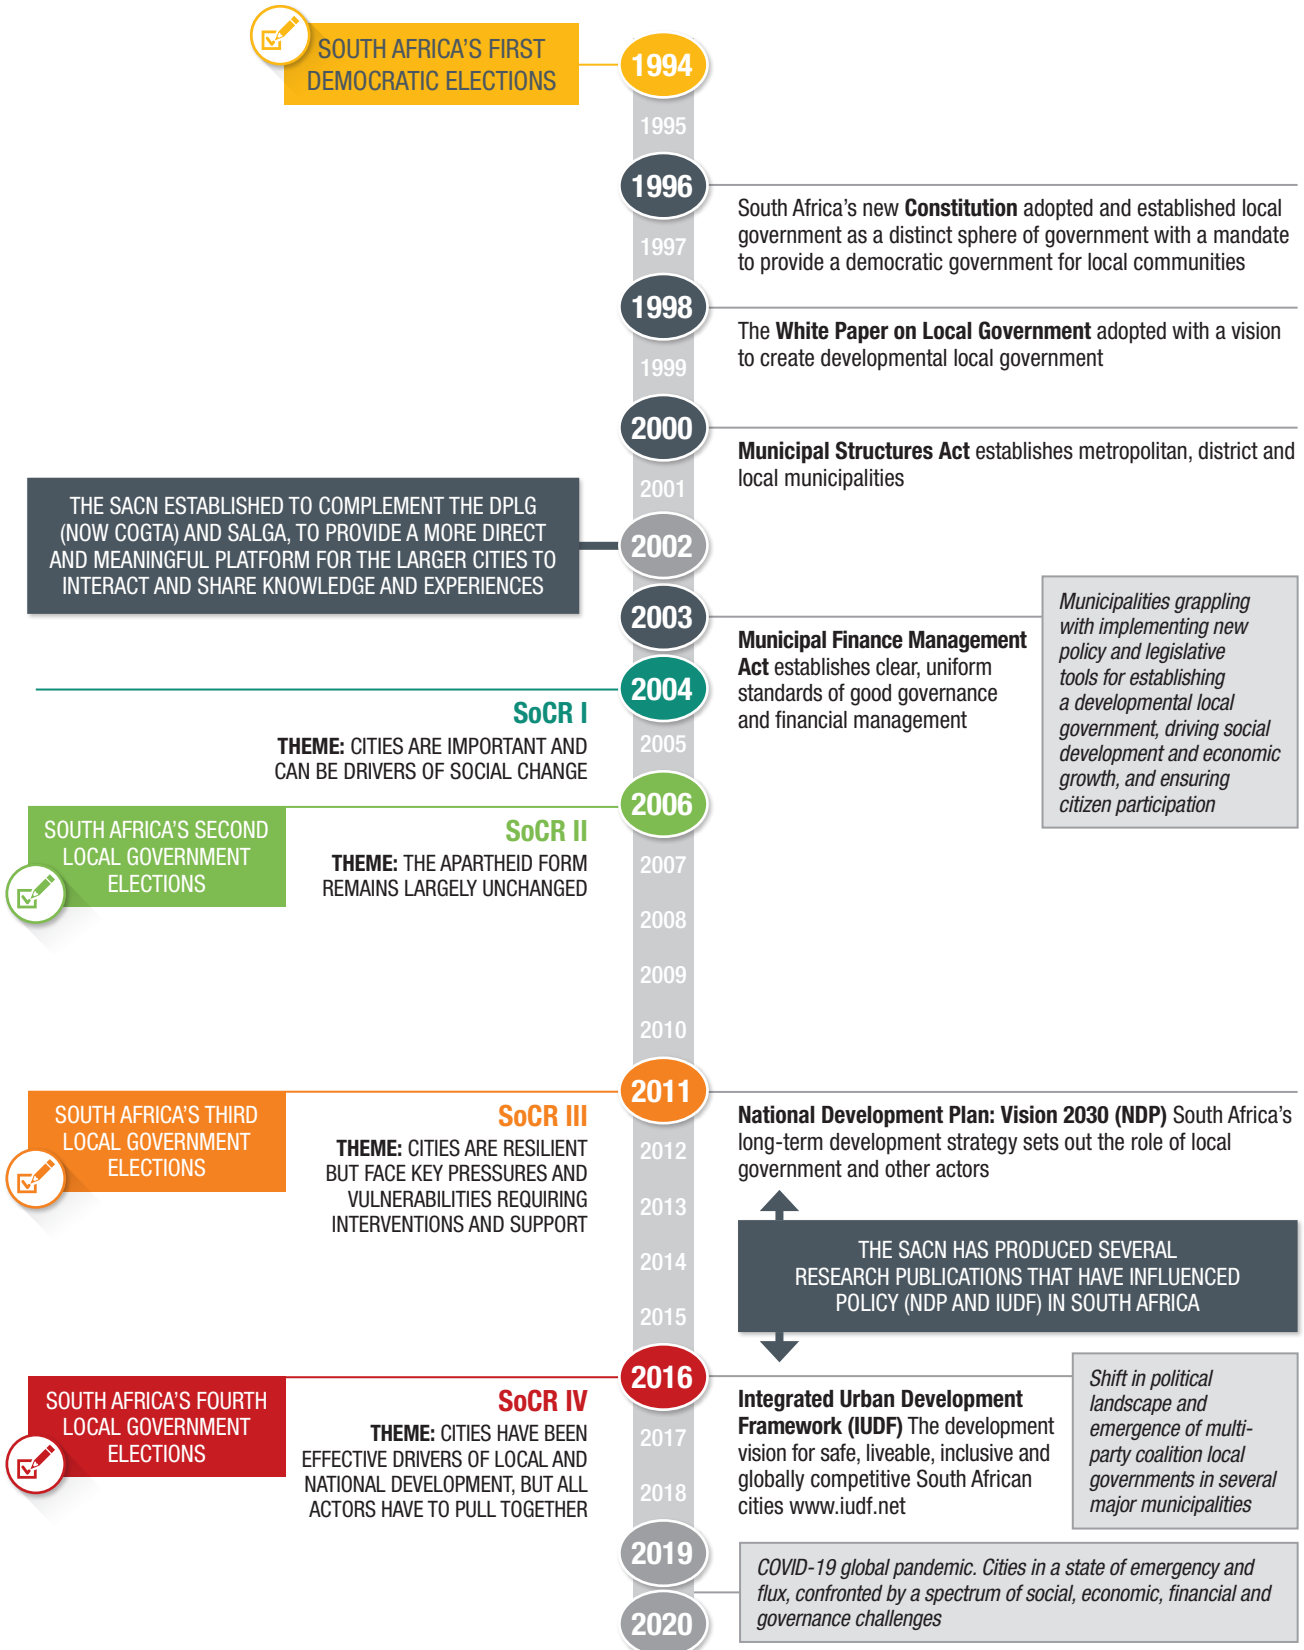 SOUTH AFRICA'S FIRST
DEMOCRATIC ELECTIONS
1994
1995
1996
South Africa's new Constitution adopted and established local
government as a distinct sphere of government with a mandate
to provide a democratic government for local communities
1997
1998
The White Paper on Local Government adopted with a vision
to create developmental local government
1999
2000
Municipal Structures Act establishes metropolitan, district and
local municipalities
2001
THE SACN ESTABLISHED TO COMPLEMENT THE DPLG
(NOW COGTA) AND SALGA, TO PROVIDE A MORE DIRECT
AND MEANINGFUL PLATFORM FOR THE LARGER CITIES TO
INTERACT AND SHARE KNOWLEDGE AND EXPERIENCES
2002
2003
Municipal Finance Management
Act establishes clear, uniform
standards of good governance
and financial management
Municipalities grappling
with implementing new
policy and legislative
tools for establishing
a developmental local
government, driving social
development and economic
growth, and ensuring
citizen participation
2004
SoCR I
THEME: CITIES ARE IMPORTANT AND
CAN BE DRIVERS OF SOCIAL CHANGE
2005
2006
SOUTH AFRICA'S SECOND
LOCAL GOVERNMENT
ELECTIONS
SoCR II
THEME: THE APARTHEID FORM
REMAINS LARGELY UNCHANGED
2007
2008
2009
2010
2011
SOUTH AFRICA'S THIRD
LOCAL GOVERNMENT
ELECTIONS
SoCR III
THEME: CITIES ARE RESILIENT
BUT FACE KEY PRESSURES AND
VULNERABILITIES REQUIRING
INTERVENTIONS AND SUPPORT
National Development Plan: Vision 2030 (NDP) South Africa's
long-term development strategy sets out the role of local
government and other actors
2012
2013
2014
2015
THE SACN HAS PRODUCED SEVERAL
RESEARCH PUBLICATIONS THAT HAVE INFLUENCED
POLICY (NDP AND IUDF) IN SOUTH AFRICA
2016
SOUTH AFRICA'S FOURTH
LOCAL GOVERNMENT
ELECTIONS
SoCR IV
THEME: CITIES HAVE BEEN
EFFECTIVE DRIVERS OF LOCAL AND
NATIONAL DEVELOPMENT, BUT ALL
ACTORS HAVE TO PULL TOGETHER
Integrated Urban Development
Framework (IUDF) The development
vision for safe, liveable, inclusive and
globally competitive South African
cities www.iudf.net
Shift in political
landscape and
emergence of multi-
party coalition local
governments in several
major municipalities
2017
2018
2019
COVID-19 global pandemic. Cities in a state of emergency and
flux, confronted by a spectrum of social, economic, financial and
governance challenges
2020